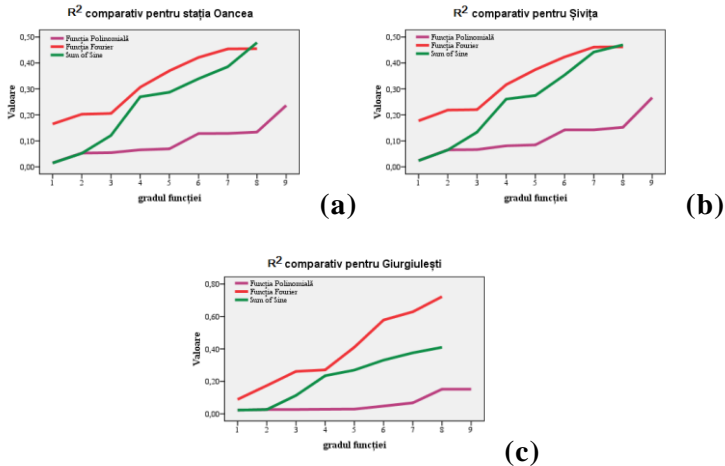 R² comparativ pentru stația Oancea
Funcția Polinomială
Funcția Fourier
Sum of Sine
Valoare
0,50
0,40
0,30
0,20
0,10
0,00
1 2 3 4 5 6 7 8 9
gradul funcției
(a)
R² comparativ pentru Șivița
Funcția Polinomială
Funcția Fourier
Sum of Sine
Valoare
0,50
0,40
0,30
0,20
0,10
0,00
1 2 3 4 5 6 7 8 9
gradul funcției
(b)
R² comparativ pentru Giurgiulești
Funcția Polinomială
Funcția Fourier
Sum of Sine
Valoare
0,80
0,60
0,40
0,20
0,00
1 2 3 4 5 6 7 8 9
gradul funcției
(c)